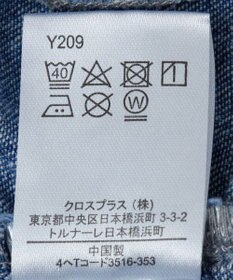 Y209
40
W
クロスプラス（株）
東京都中央区日本橋浜町 3-3-2
トルナーレ日本橋浜町
中国製
4ヘTコード3516-353